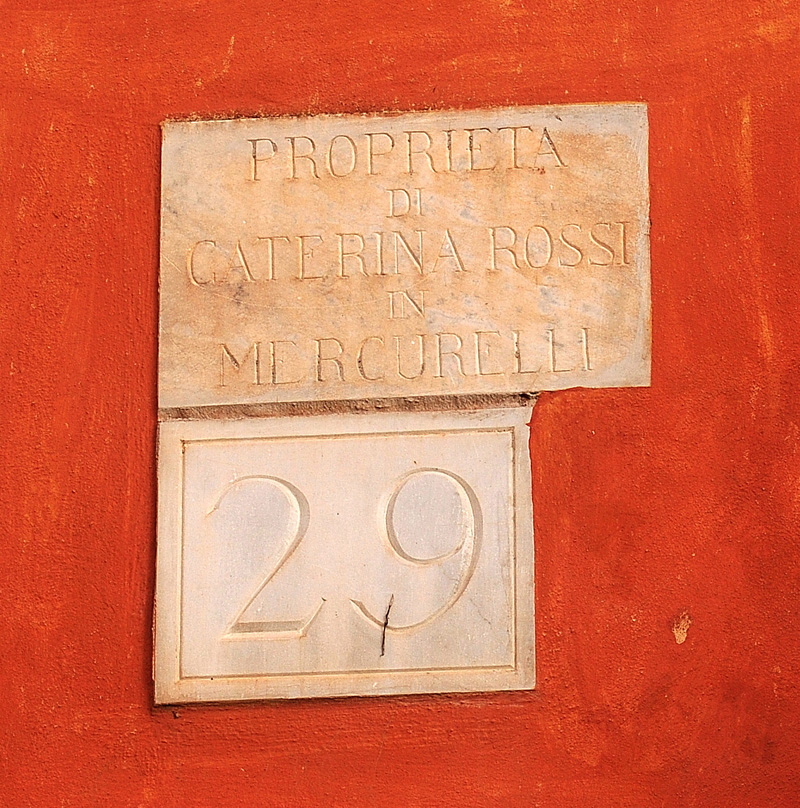 PROPRIETA
DI
CATERINA ROSSI
IN
MERCURELLI
29